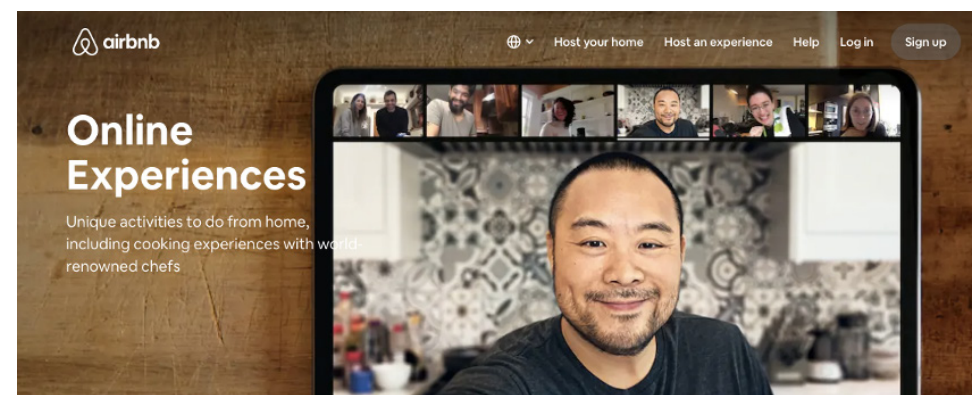 airbnb
Host your home
Host an experience
Help
Log in
Sign up
Online
Experiences
Unique activities to do from home,
including cooking experiences with world-
renowned chefs